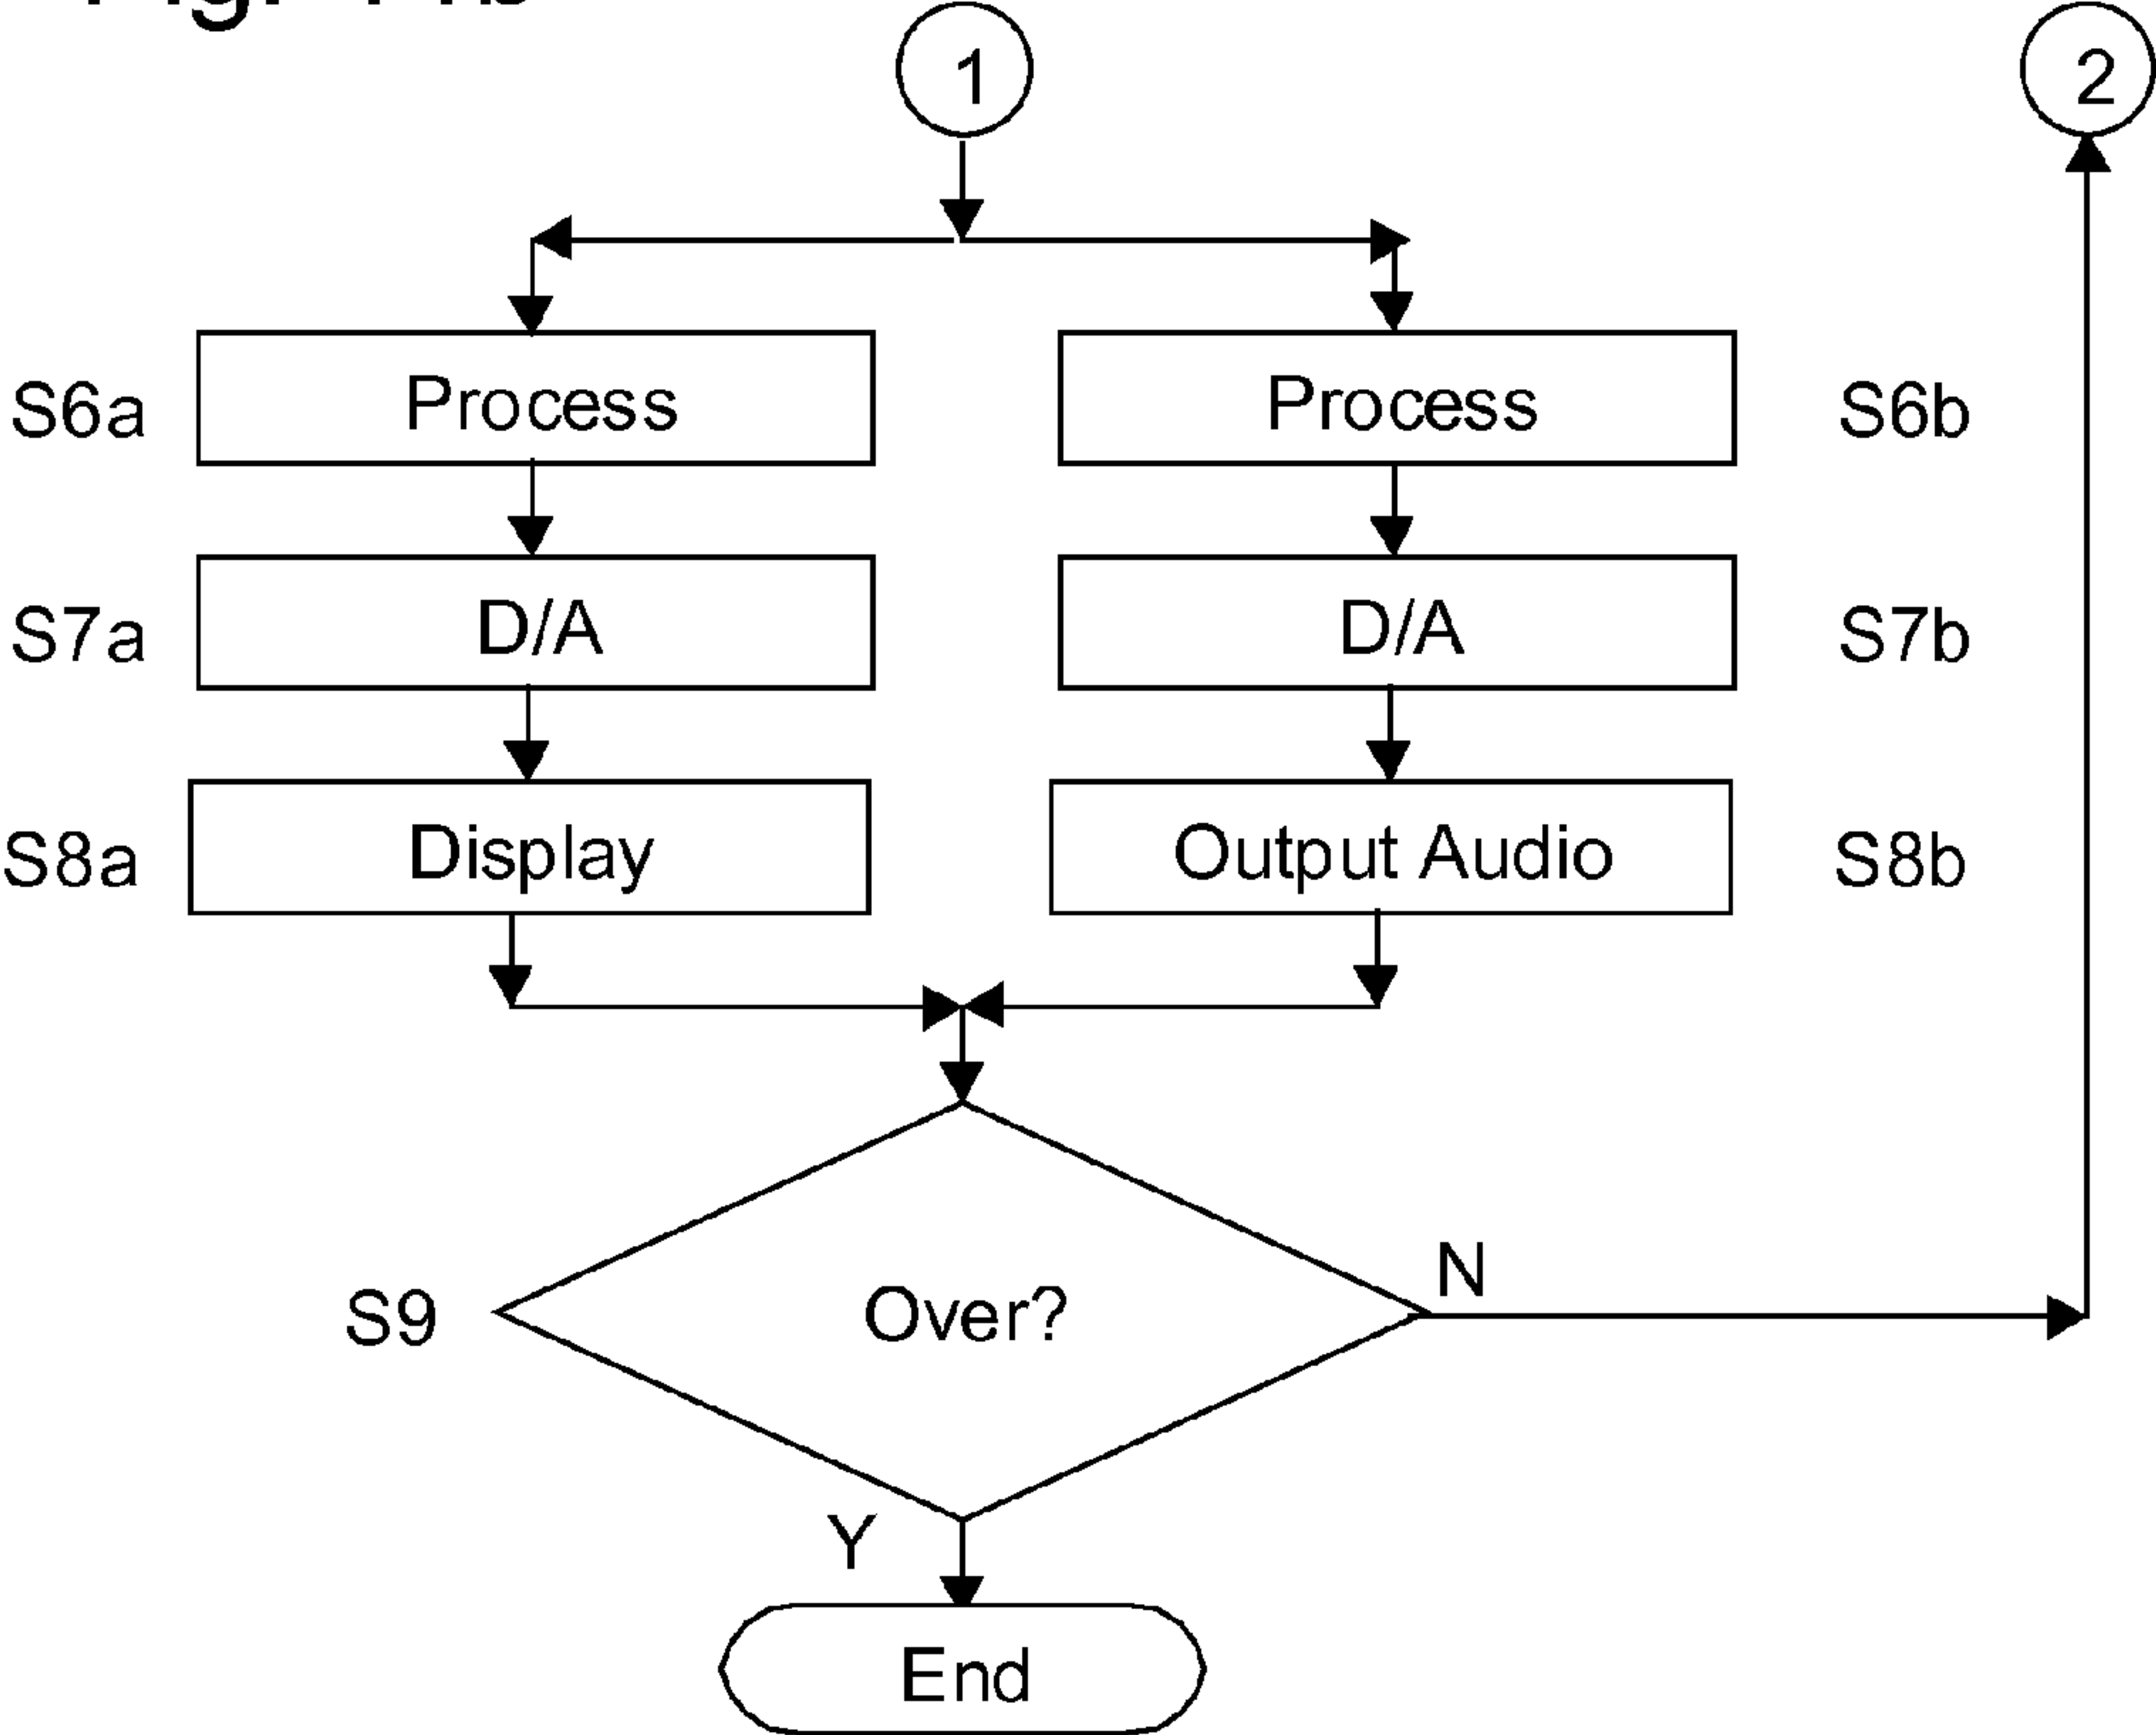 1
2
S6a
Process
Process
S6b
S7a
D/A
D/A
S7b
S8a
Display
Output Audio
S8b
S9
Over?
N
Y
End